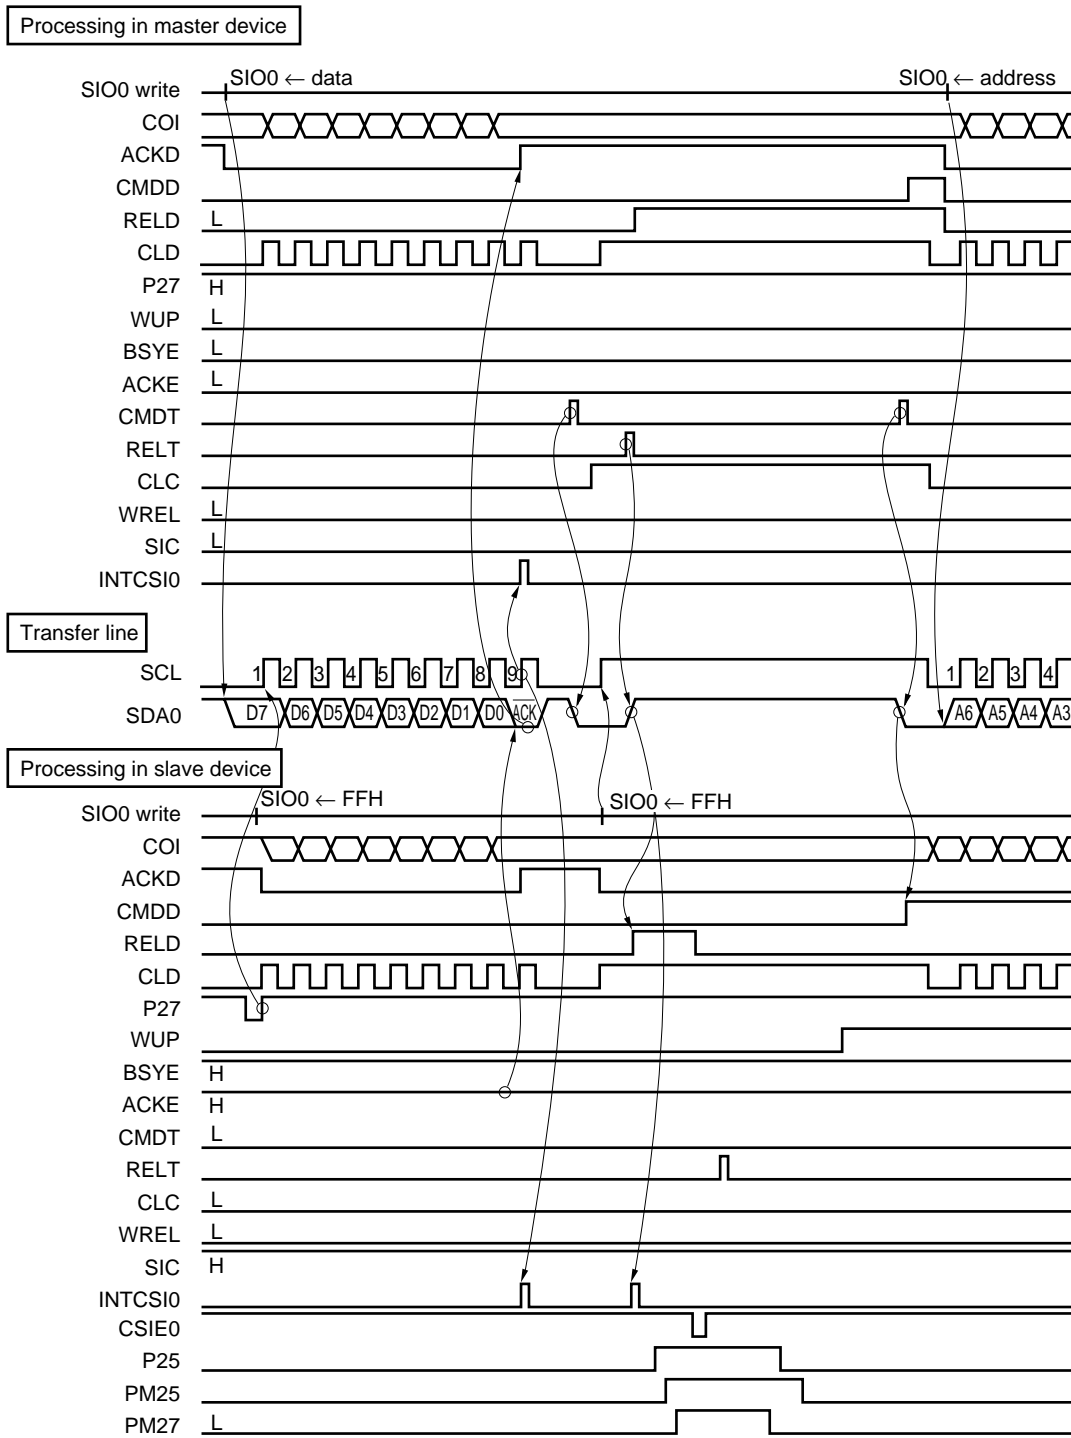 Processing in master device
SIO0 write SIO0 ← data SIO0 ← address
COI
ACKD
CMDD
RELD L
CLD
P27 H
WUP L
BSYE L
ACKE L
CMDT
RELT
CLC
WREL L
SIC L
INTCSI0
Transfer line
SCL 1 2 3 4 5 6 7 8 9 1 2 3 4
SDA0 D7 D6 D5 D4 D3 D2 D1 D0 ACK A6 A5 A4 A3
Processing in slave device
SIO0 write SIO0 ← FFH SIO0 ← FFH
COI
ACKD
CMDD
RELD
CLD
P27
WUP
BSYE H
ACKE H
CMDT L
RELT
CLC L
WREL L
SIC H
INTCSI0
CSIE0
P25
PM25
PM27 L